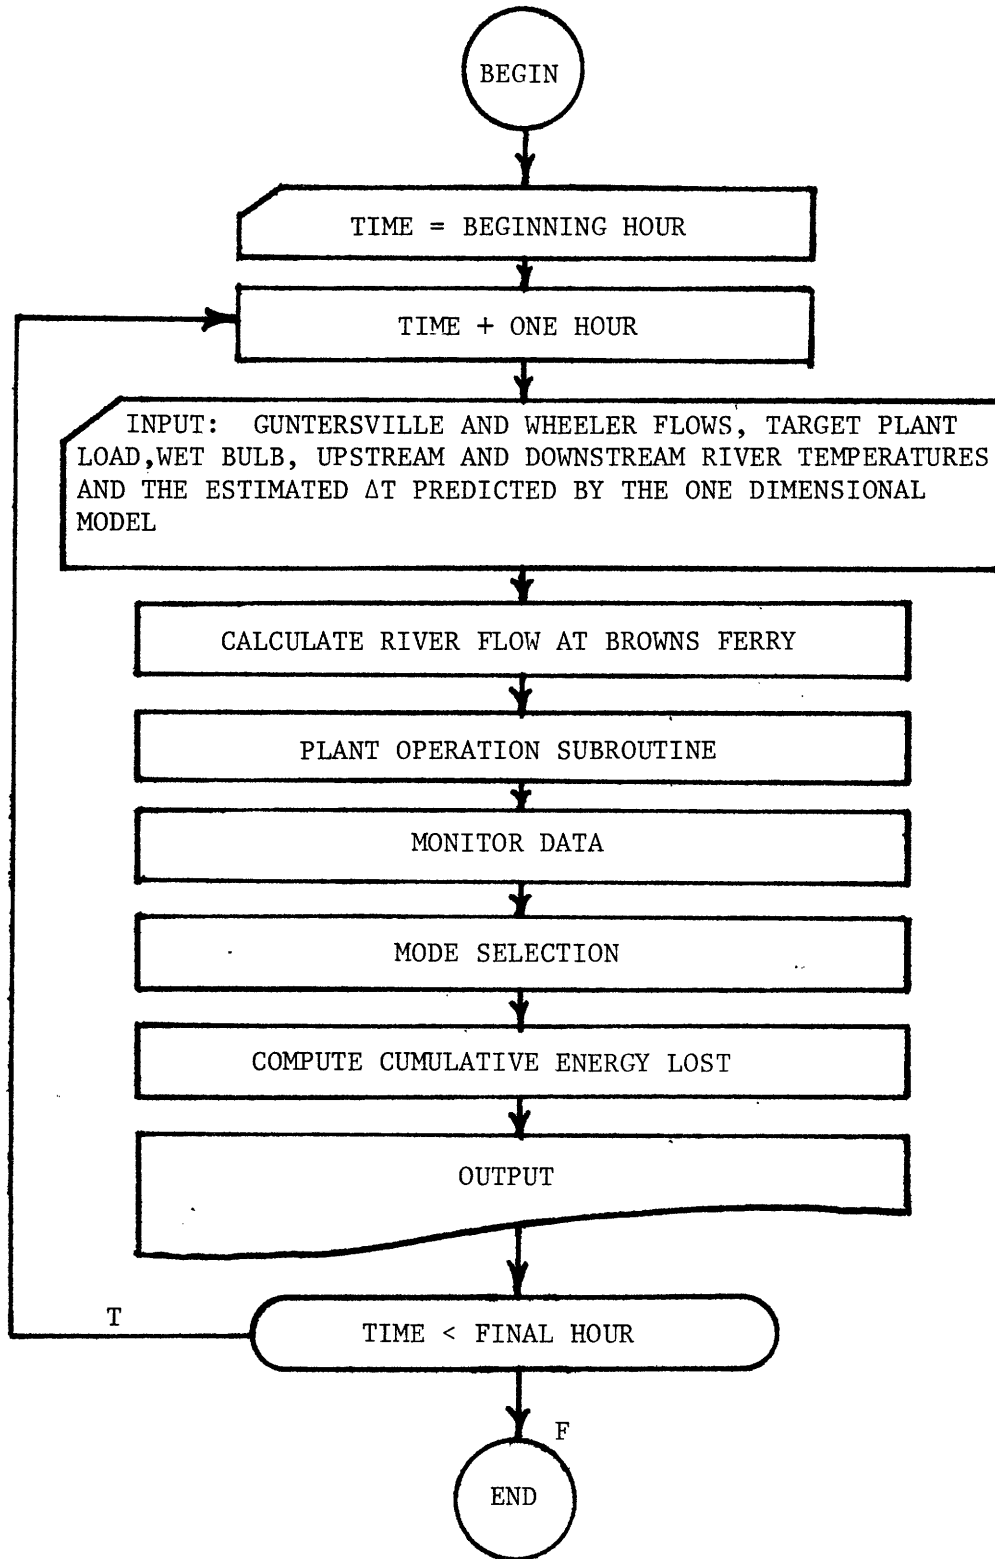 BEGIN
TIME = BEGINNING HOUR
TIME + ONE HOUR
INPUT: GUNTERSVILLE AND WHEELER FLOWS, TARGET PLANT
LOAD,WET BULB, UPSTREAM AND DOWNSTREAM RIVER TEMPERATURES
AND THE ESTIMATED ΔT PREDICTED BY THE ONE DIMENSIONAL
MODEL
CALCULATE RIVER FLOW AT BROWNS FERRY
PLANT OPERATION SUBROUTINE
MONITOR DATA
MODE SELECTION
COMPUTE CUMULATIVE ENERGY LOST
OUTPUT
T
TIME < FINAL HOUR
F
END